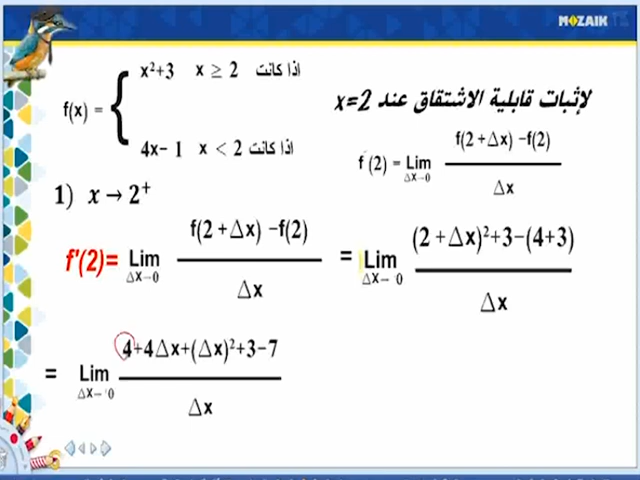 MOZAIK
x²+3 x ≥ 2 اذا كانت
f(x) = {
4x− 1 x < 2 اذا كانت
لإثبات قابلية الاشتقاق عند x=2
f′(2) = Lim Δx→0 (f(2 +Δx) −f(2)) / Δx
1) x → 2⁺
f'(2)= Lim Δx→0 (f(2 +Δx) −f(2)) / Δx = Lim Δx→0 ((2 +Δx)²+3−(4+3)) / Δx
= Lim Δx→0 (4+4Δx+(Δx)²+3−7) / Δx